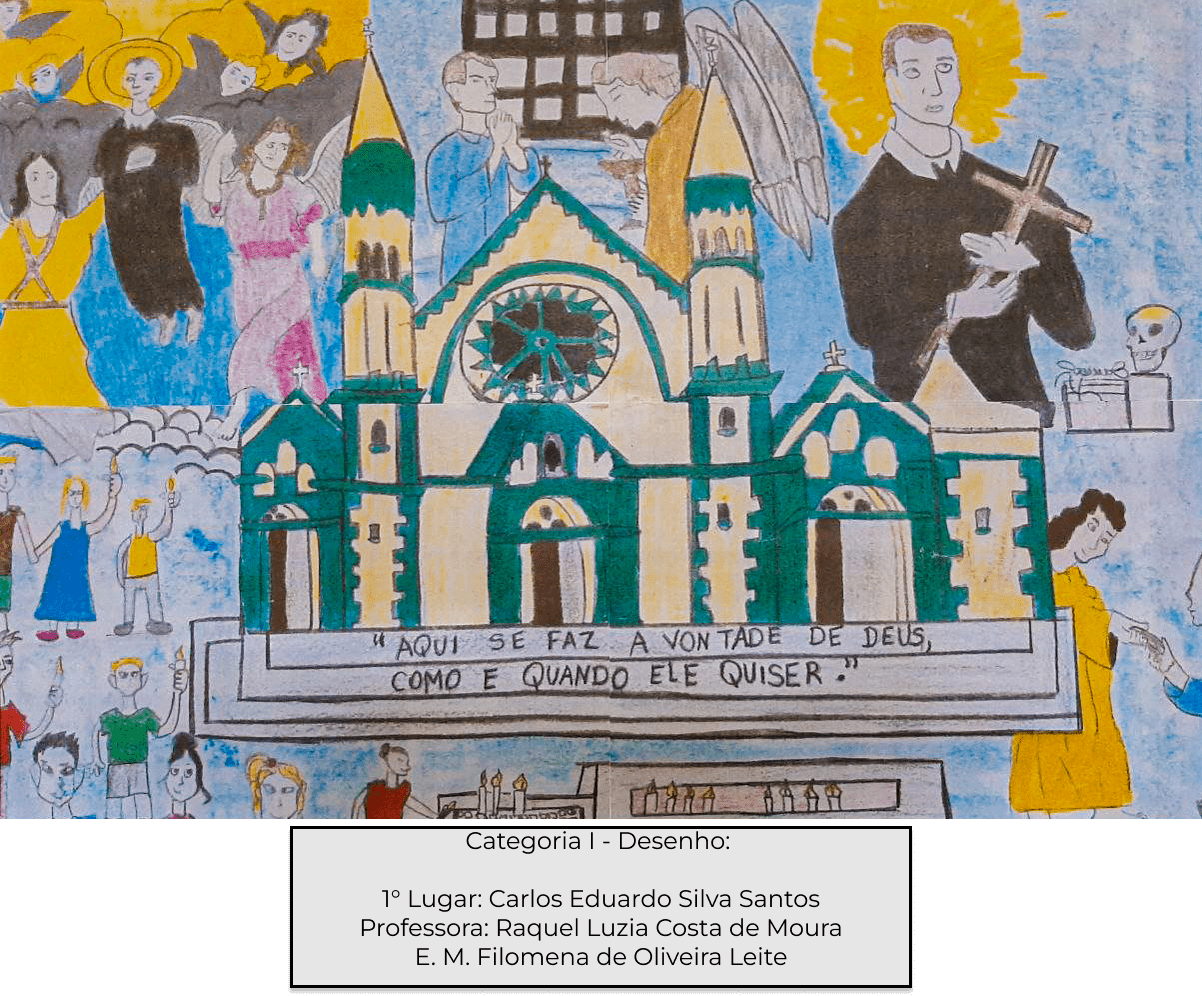 “AQUI SE FAZ A VONTADE DE DEUS,
COMO E QUANDO ELE QUISER.”
Categoria I - Desenho:
1° Lugar: Carlos Eduardo Silva Santos
Professora: Raquel Luzia Costa de Moura
E. M. Filomena de Oliveira Leite